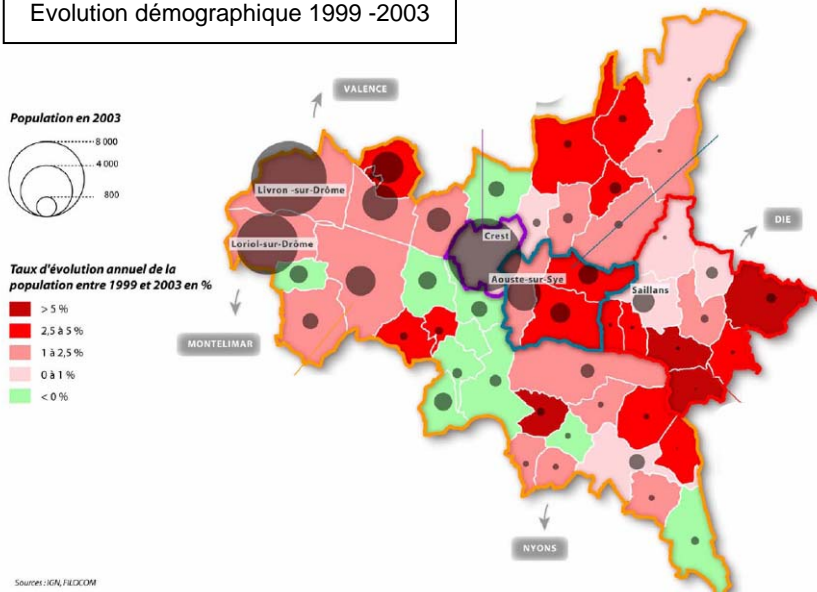 Evolution démographique 1999 -2003
VALENCE
Population en 2003
8 000
4 000
800
Livron -sur-Drôme
Loriol-sur-Drôme
Crest
DIE
Aouste-sur-Sye
Saillans
Taux d'évolution annuel de la
population entre 1999 et 2003 en %
> 5 %
2,5 à 5 %
1 à 2,5 %
0 à 1 %
< 0 %
MONTELIMAR
NYONS
Sources : IGN, FILOCOM